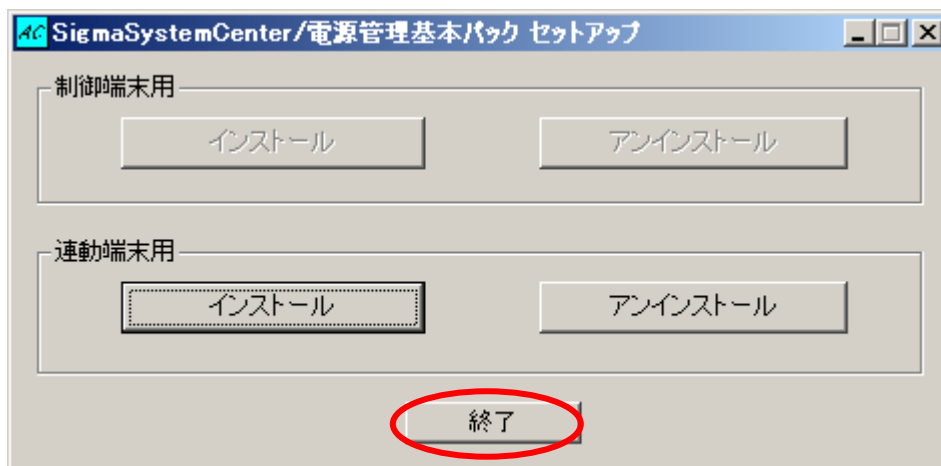 AC SigmaSystemCenter/電源管理基本パック セットアップ
制御端末用
インストール アンインストール
連動端末用
インストール アンインストール
終了